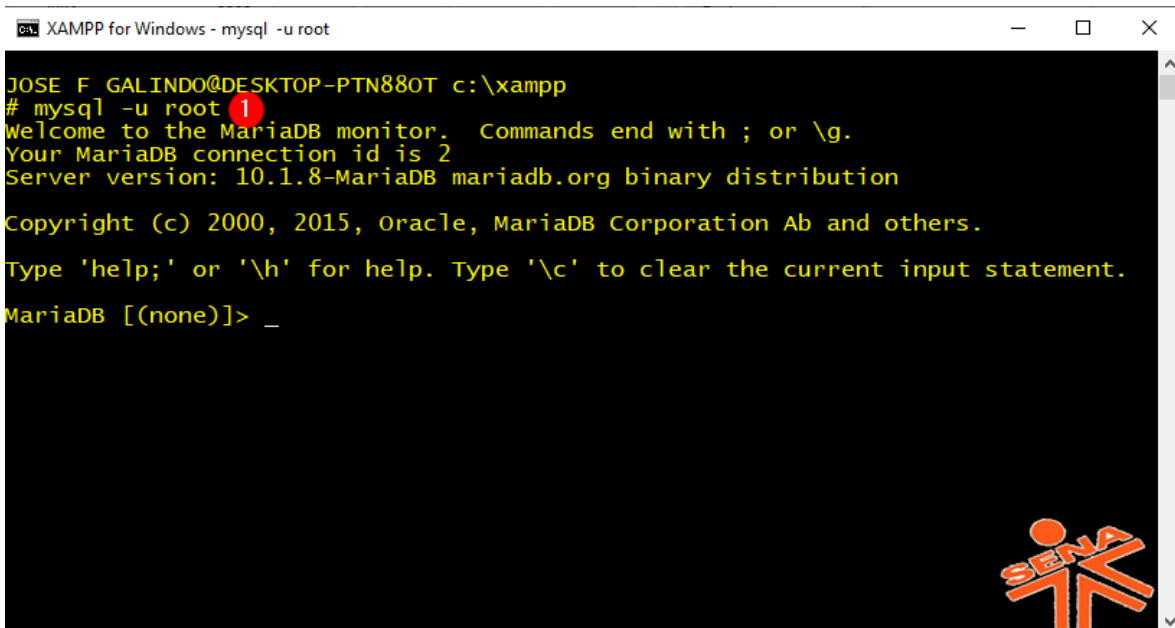 XAMPP for Windows - mysql -u root
JOSE F GALINDO@DESKTOP-PTN88OT c:\xampp
# mysql -u root 1
Welcome to the MariaDB monitor.  Commands end with ; or \g.
Your MariaDB connection id is 2
Server version: 10.1.8-MariaDB mariadb.org binary distribution
Copyright (c) 2000, 2015, Oracle, MariaDB Corporation Ab and others.
Type 'help;' or '\h' for help. Type '\c' to clear the current input statement.
MariaDB [(none)]> _
SENA